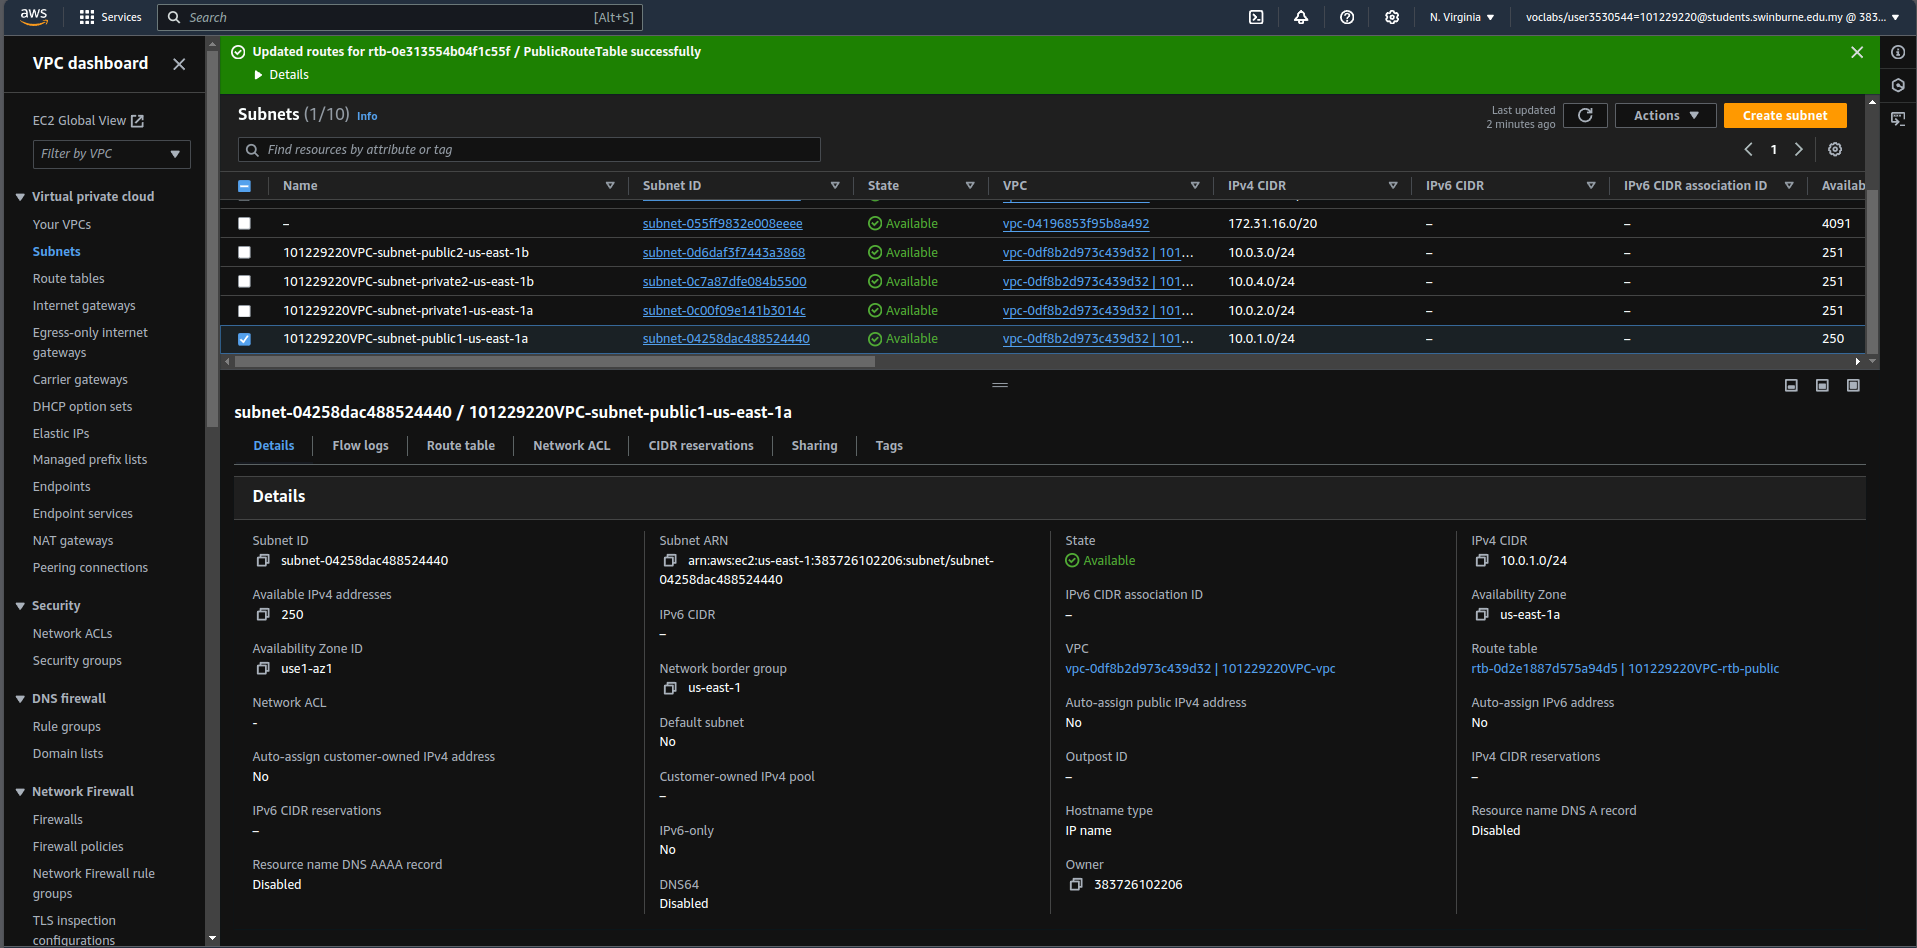 aws
Services
Search
[Alt+S]
N. Virginia
voclabs/user3530544=101229220@students.swinburne.edu.my @ 383...
VPC dashboard
EC2 Global View
Filter by VPC
Virtual private cloud
Your VPCs
Subnets
Route tables
Internet gateways
Egress-only internet
gateways
Carrier gateways
DHCP option sets
Elastic IPs
Managed prefix lists
Endpoints
Endpoint services
NAT gateways
Peering connections
Security
Network ACLs
Security groups
DNS firewall
Rule groups
Domain lists
Network Firewall
Firewalls
Firewall policies
Network Firewall rule
groups
TLS inspection
configurations
Updated routes for rtb-0e313554b04f1c55f / PublicRouteTable successfully
Details
Subnets (1/10) Info
Last updated
2 minutes ago
Actions
Create subnet
Find resources by attribute or tag
1
Name Subnet ID State VPC IPv4 CIDR IPv6 CIDR IPv6 CIDR association ID Availab
– subnet-055ff9832e008eeee Available vpc-04196853f95b8a492 172.31.16.0/20 – – 4091
101229220VPC-subnet-public2-us-east-1b subnet-0d6daf3f7443a3868 Available vpc-0df8b2d973c439d32 | 101... 10.0.3.0/24 – – 251
101229220VPC-subnet-private2-us-east-1b subnet-0c7a87dfe084b5500 Available vpc-0df8b2d973c439d32 | 101... 10.0.4.0/24 – – 251
101229220VPC-subnet-private1-us-east-1a subnet-0c00f09e141b3014c Available vpc-0df8b2d973c439d32 | 101... 10.0.2.0/24 – – 251
101229220VPC-subnet-public1-us-east-1a subnet-04258dac488524440 Available vpc-0df8b2d973c439d32 | 101... 10.0.1.0/24 – – 250
subnet-04258dac488524440 / 101229220VPC-subnet-public1-us-east-1a
Details Flow logs Route table Network ACL CIDR reservations Sharing Tags
Details
Subnet ID
subnet-04258dac488524440
Available IPv4 addresses
250
Availability Zone ID
use1-az1
Network ACL
-
Auto-assign customer-owned IPv4 address
No
IPv6 CIDR reservations
–
Resource name DNS AAAA record
Disabled
Subnet ARN
arn:aws:ec2:us-east-1:383726102206:subnet/subnet-
04258dac488524440
IPv6 CIDR
–
Network border group
us-east-1
Default subnet
No
Customer-owned IPv4 pool
–
IPv6-only
No
DNS64
Disabled
State
Available
IPv6 CIDR association ID
–
VPC
vpc-0df8b2d973c439d32 | 101229220VPC-vpc
Auto-assign public IPv4 address
No
Outpost ID
–
Hostname type
IP name
Owner
383726102206
IPv4 CIDR
10.0.1.0/24
Availability Zone
us-east-1a
Route table
rtb-0d2e1887d575a94d5 | 101229220VPC-rtb-public
Auto-assign IPv6 address
No
IPv4 CIDR reservations
–
Resource name DNS A record
Disabled